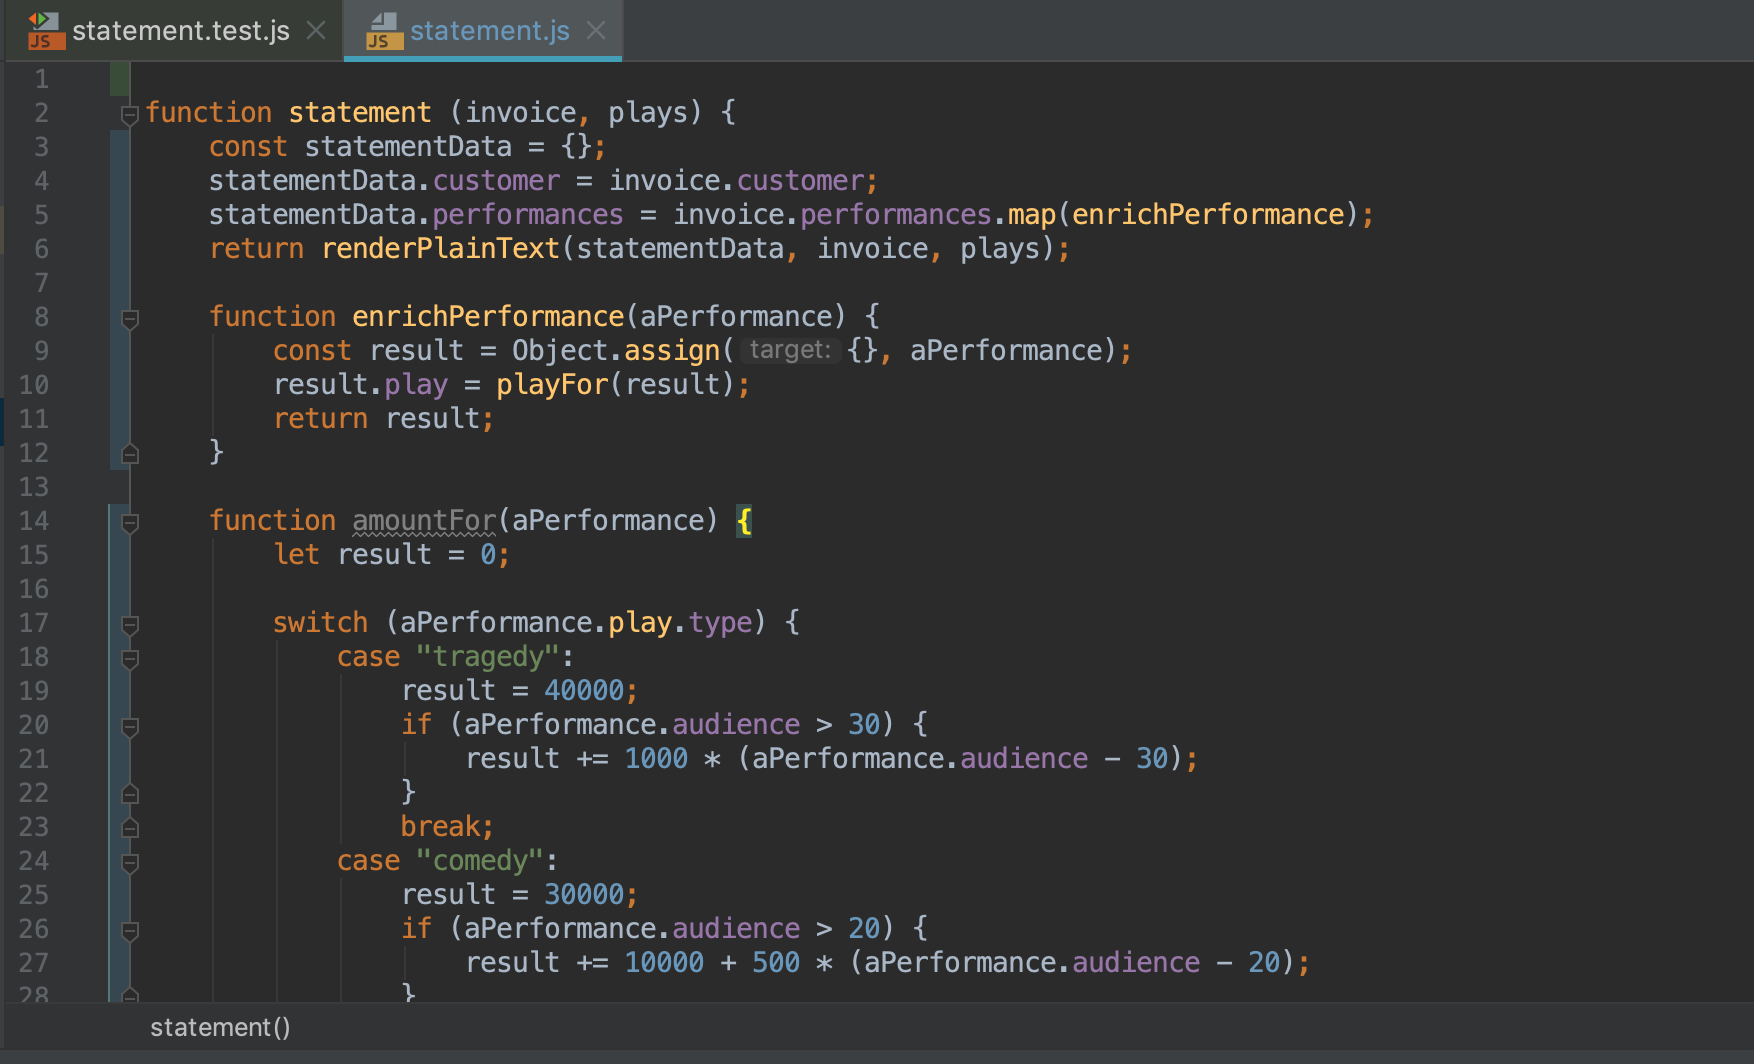 JS statement.test.js JS statement.js
1
2 function statement (invoice, plays) {
3 const statementData = {};
4 statementData.customer = invoice.customer;
5 statementData.performances = invoice.performances.map(enrichPerformance);
6 return renderPlainText(statementData, invoice, plays);
7
8 function enrichPerformance(aPerformance) {
9 const result = Object.assign( target: {}, aPerformance);
10 result.play = playFor(result);
11 return result;
12 }
13
14 function amountFor(aPerformance) {
15 let result = 0;
16
17 switch (aPerformance.play.type) {
18 case "tragedy":
19 result = 40000;
20 if (aPerformance.audience > 30) {
21 result += 1000 * (aPerformance.audience - 30);
22 }
23 break;
24 case "comedy":
25 result = 30000;
26 if (aPerformance.audience > 20) {
27 result += 10000 + 500 * (aPerformance.audience - 20);
28 }
statement()